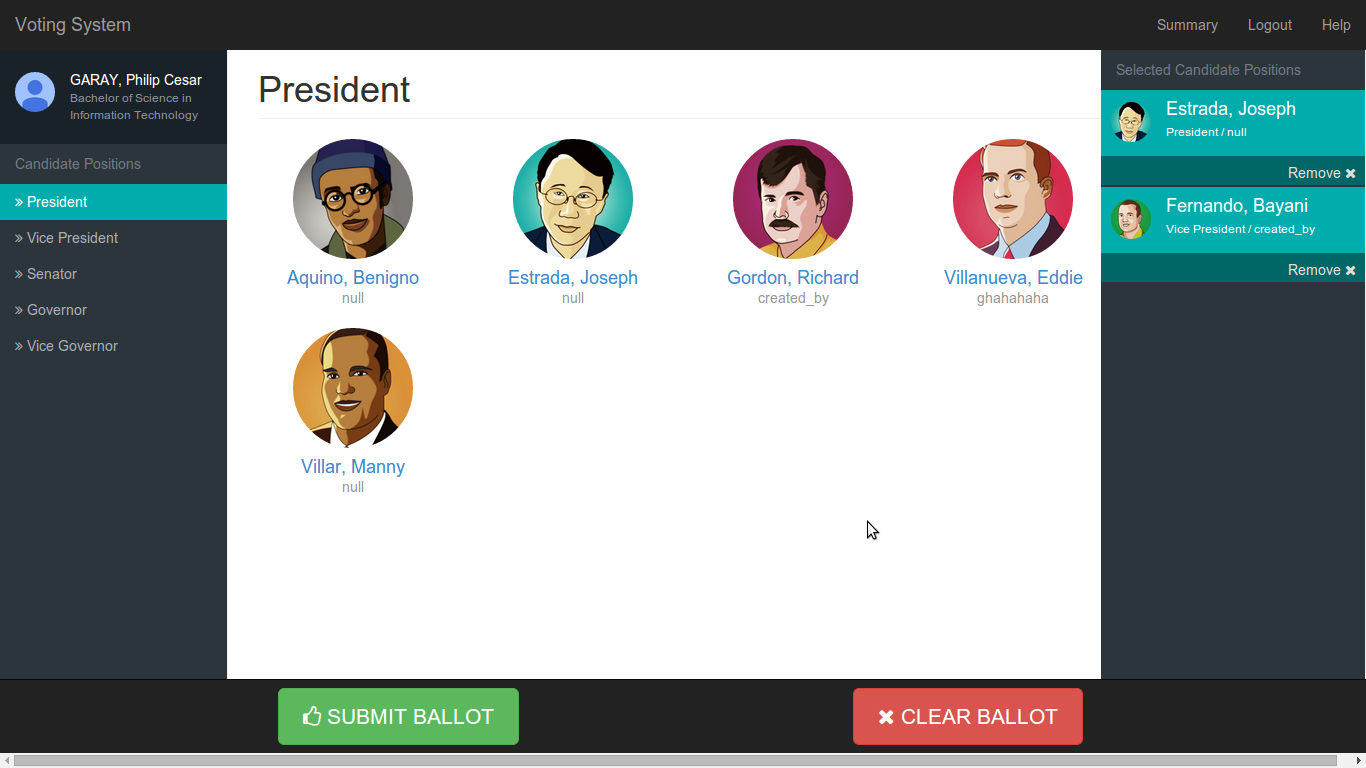 Voting System
Summary
Logout
Help
GARAY, Philip Cesar
Bachelor of Science in
Information Technology
Candidate Positions
» President
» Vice President
» Senator
» Governor
» Vice Governor
President
Aquino, Benigno
null
Estrada, Joseph
null
Gordon, Richard
created_by
Villanueva, Eddie
ghahahaha
Villar, Manny
null
Selected Candidate Positions
Estrada, Joseph
President / null
Remove ✖
Fernando, Bayani
Vice President / created_by
Remove ✖
SUBMIT BALLOT
✖ CLEAR BALLOT